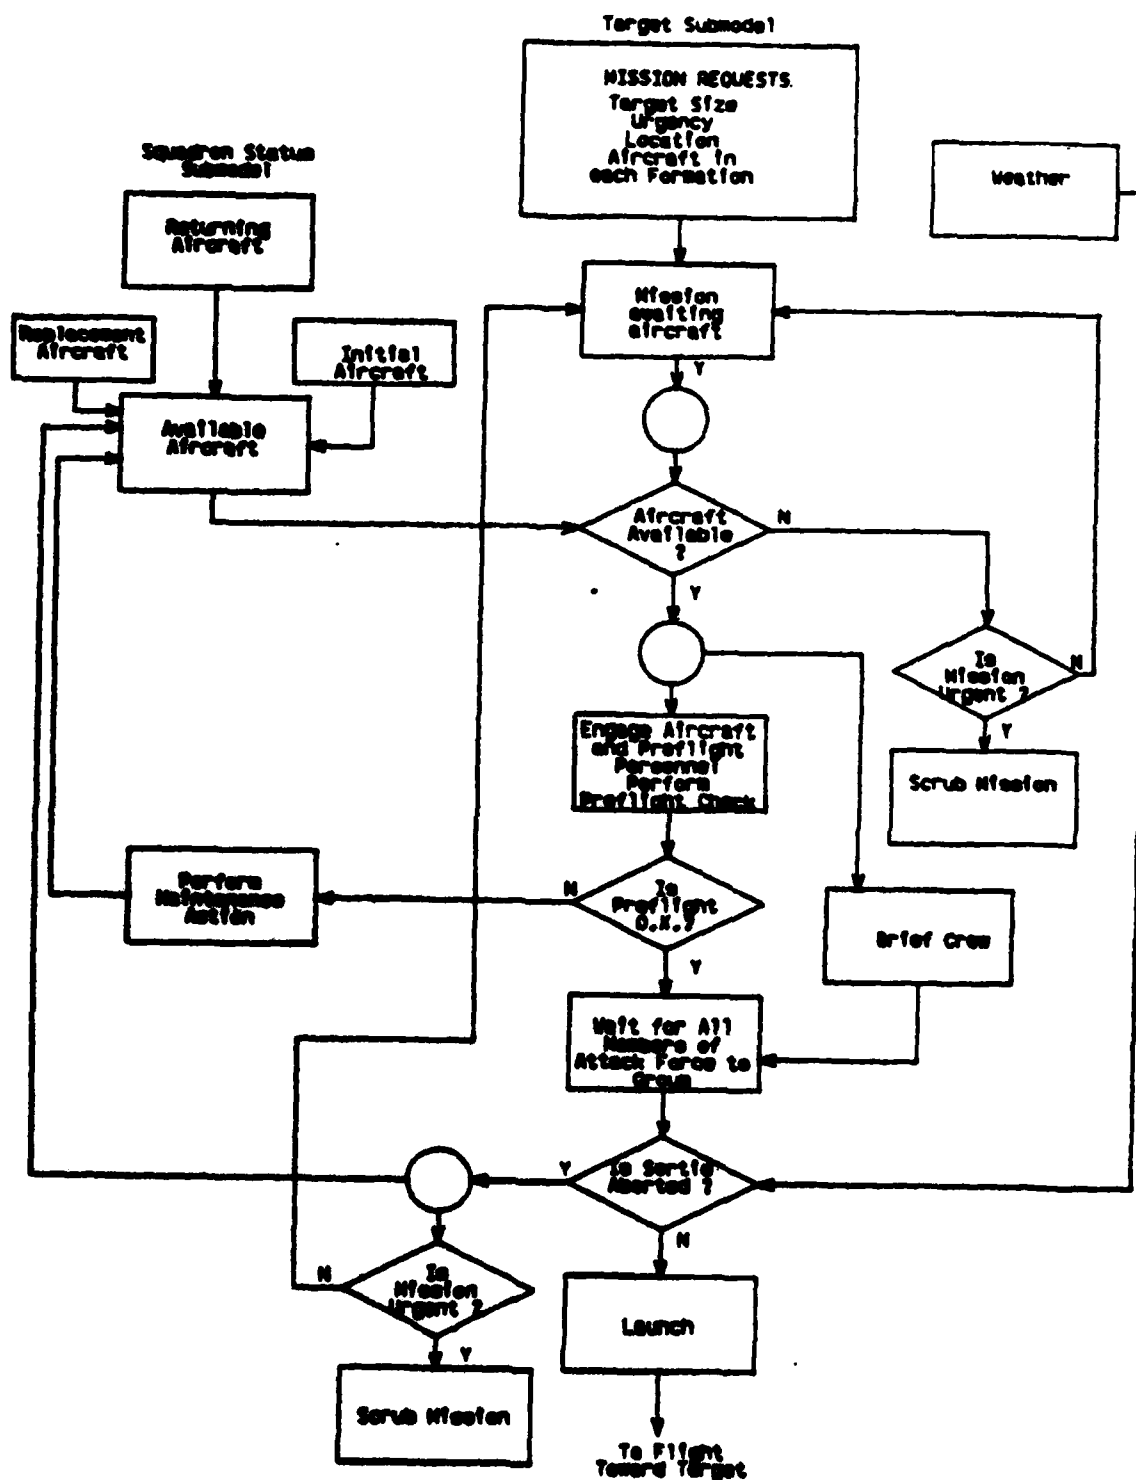 Target Submodel
MISSION REQUESTS
Target Size
Urgency
Location
Aircraft in
each Formation
Weather
Squadron Status
Submodel
Returning
Aircraft
Replacement
Aircraft
Initial
Aircraft
Available
Aircraft
Mission
awaiting
aircraft
Y
Aircraft
Available
?
N
Y
Is
Mission
Urgent ?
N
Y
Scrub Mission
Engage Aircraft
and Preflight
Personnel
Perform
Preflight Check
Is
Preflight
O.K.?
N
Y
Perform
Maintenance
Action
Brief Crew
Wait for All
Members of
Attack Force to
Group
Is Sortie
Aborted ?
Y
N
Is
Mission
Urgent ?
N
Y
Launch
Scrub Mission
To Flight
Toward Target